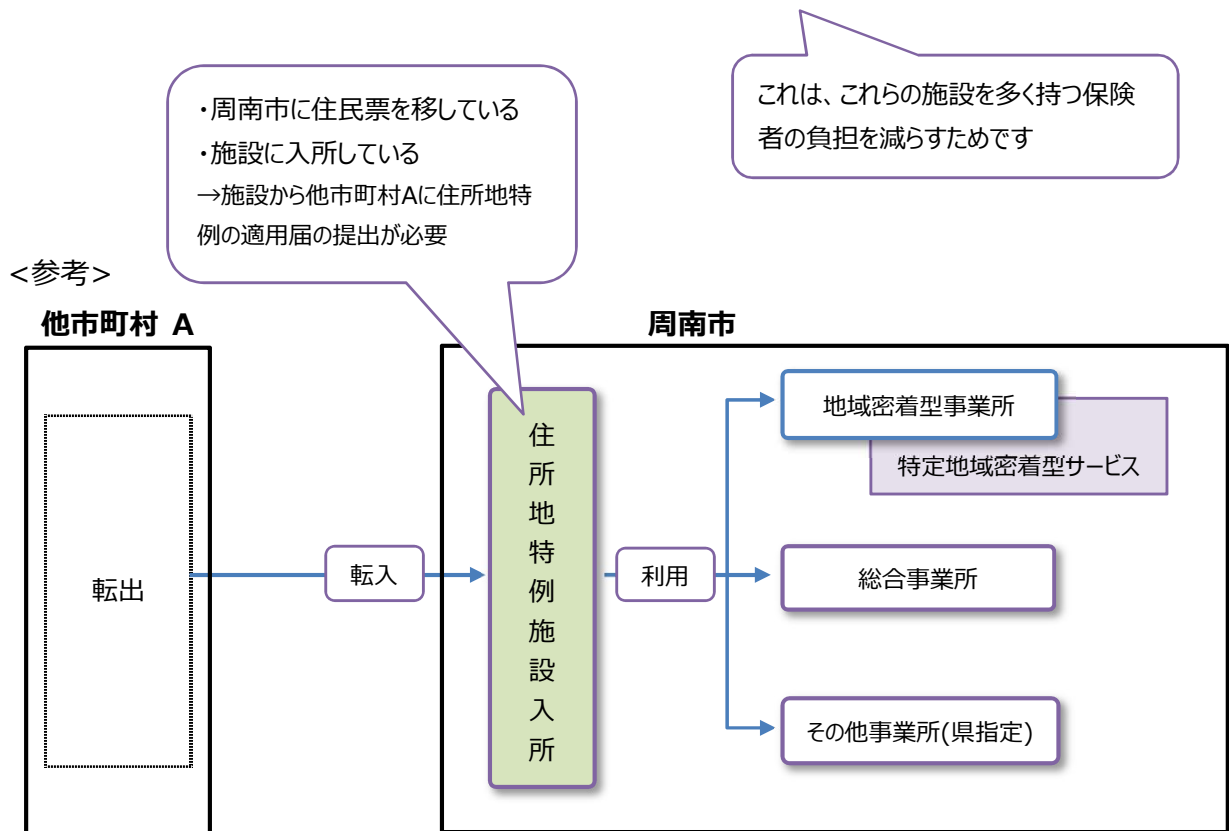 これは、これらの施設を多く持つ保険
者の負担を減らすためです
・周南市に住民票を移している
・施設に入所している
→施設から他市町村Aに住所地特
例の適用届の提出が必要
<参考>
他市町村 A
周南市
転出
転入
住所地特例施設入所
利用
地域密着型事業所
特定地域密着型サービス
総合事業所
その他事業所(県指定)